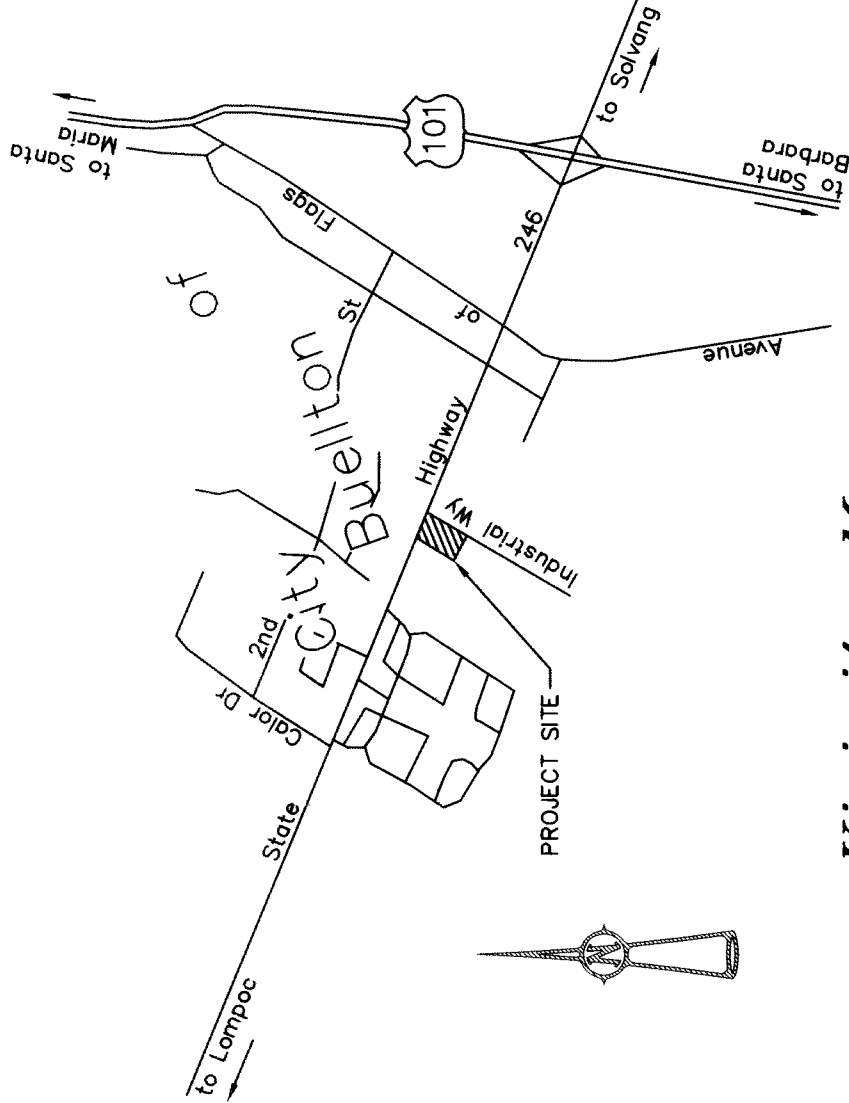 to Santa
Maria
101
to Solvang
Flags
of
of
St
246
to Santa
Barbara
City
Buellton
2nd
Calor Dr
Highway
Avenue
Industrial
Wy
State
PROJECT SITE
to Lompoc
N